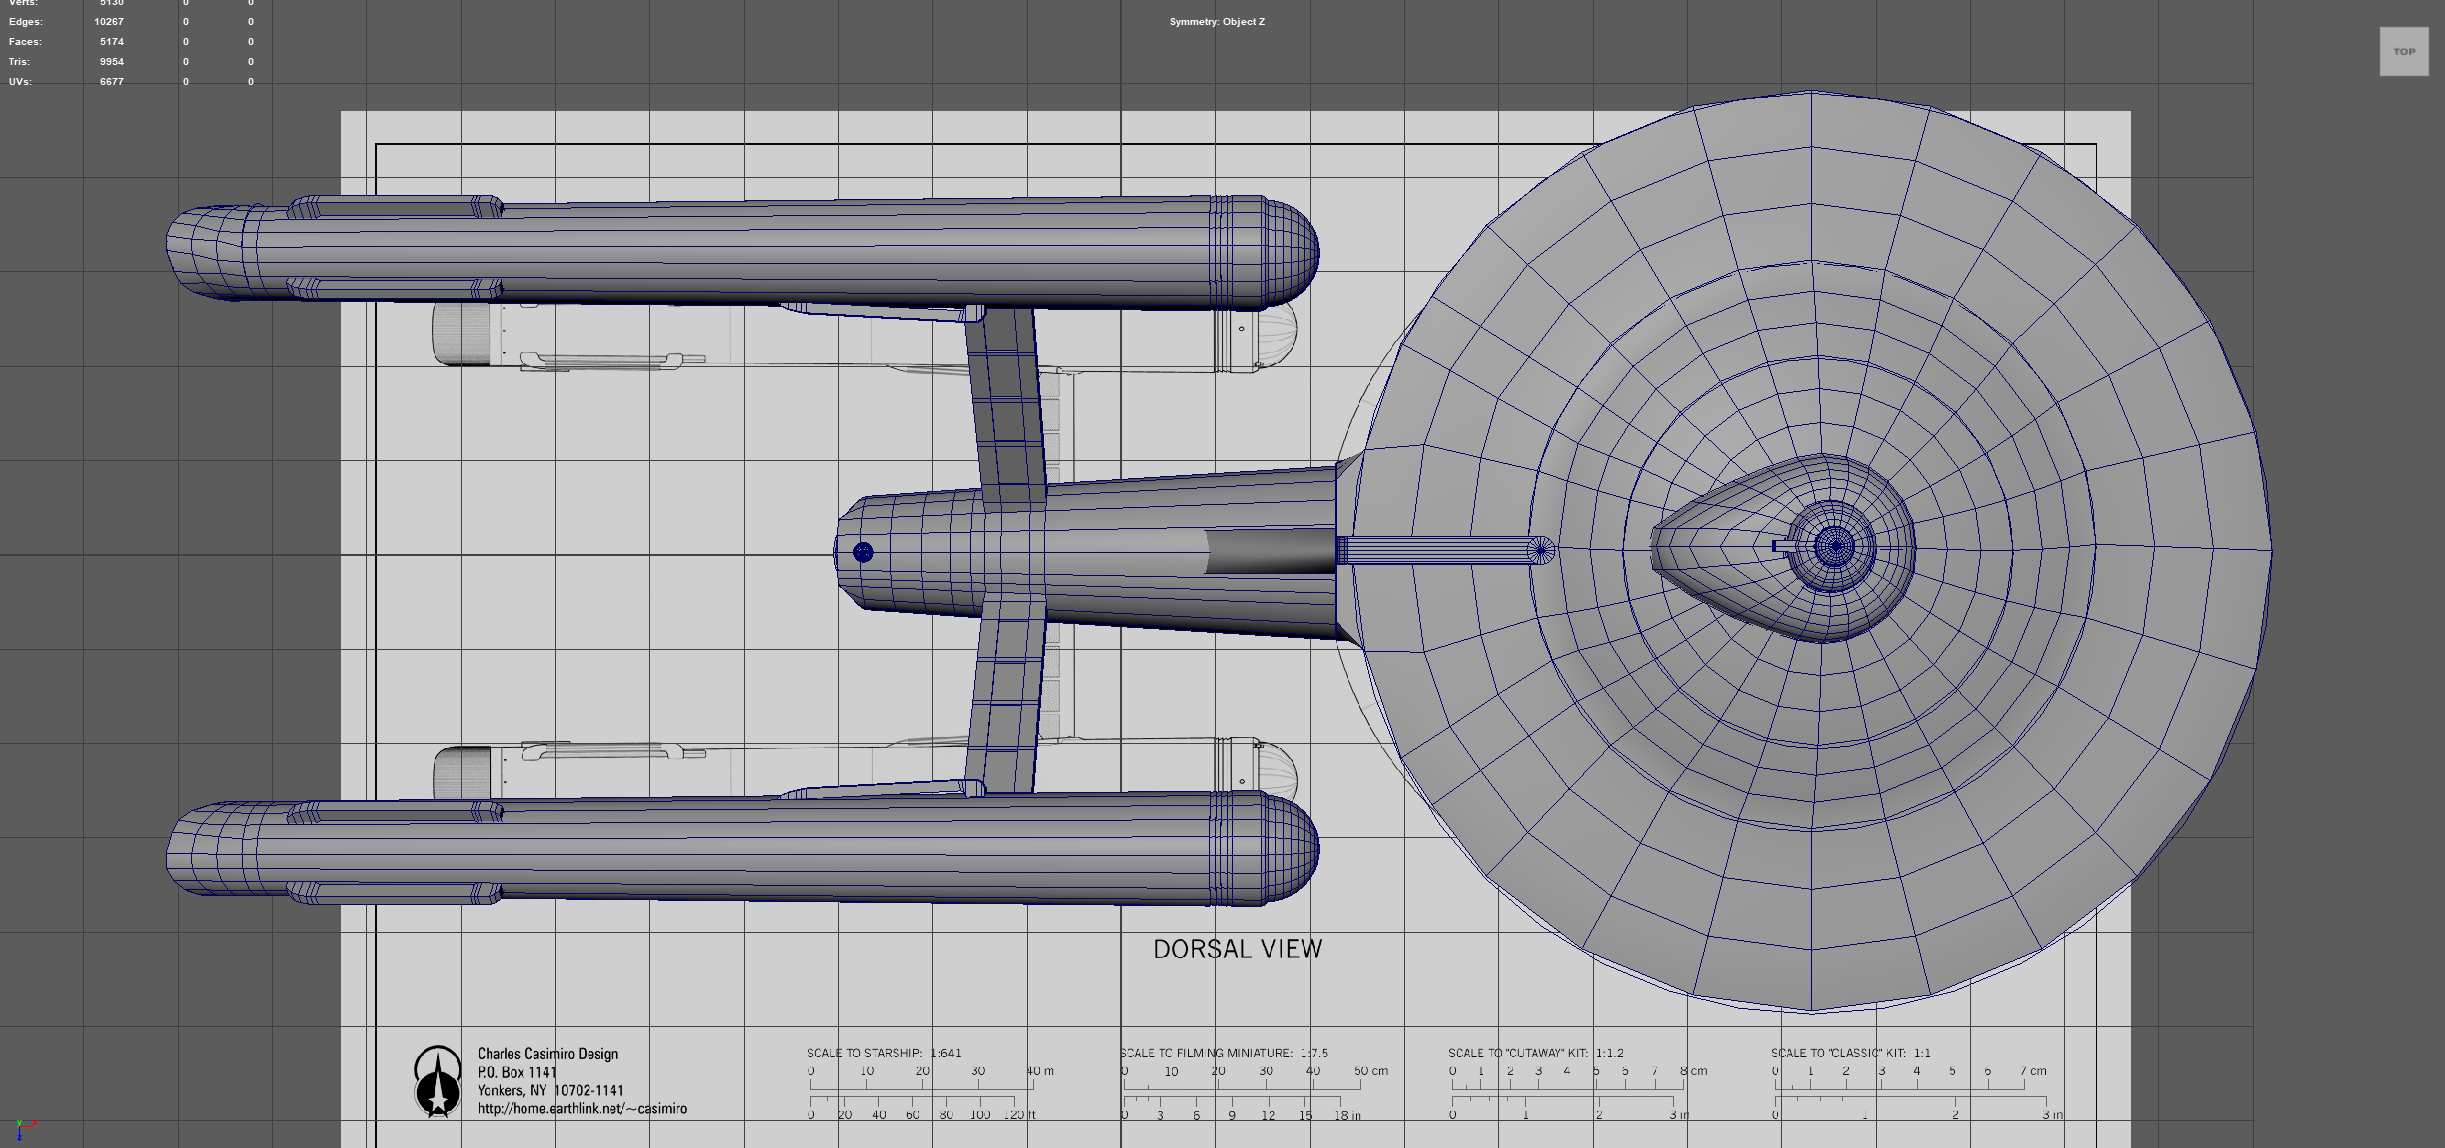 Verts: 5130 0 0
Edges: 10267 0 0
Faces: 5174 0 0
Tris: 9954 0 0
UVs: 6677 0 0
Symmetry: Object Z
TOP
DORSAL VIEW
Charles Casimiro Design
P.O. Box 1141
Yonkers, NY 10702-1141
http://home.earthlink.net/~casimiro
SCALE TO STARSHIP: 1:641
0 10 20 30 40 m
0 20 40 60 80 100 120 ft
SCALE TO FILMING MINIATURE: 1:7.5
0 10 20 30 40 50 cm
0 3 6 9 12 15 18 in
SCALE TO "CUTAWAY" KIT: 1:1.2
0 1 2 3 4 5 6 7 8 cm
0 1 2 3 in
SCALE TO "CLASSIC" KIT: 1:1
0 1 2 3 4 5 6 7 cm
0 1 2 3 in
y x
z